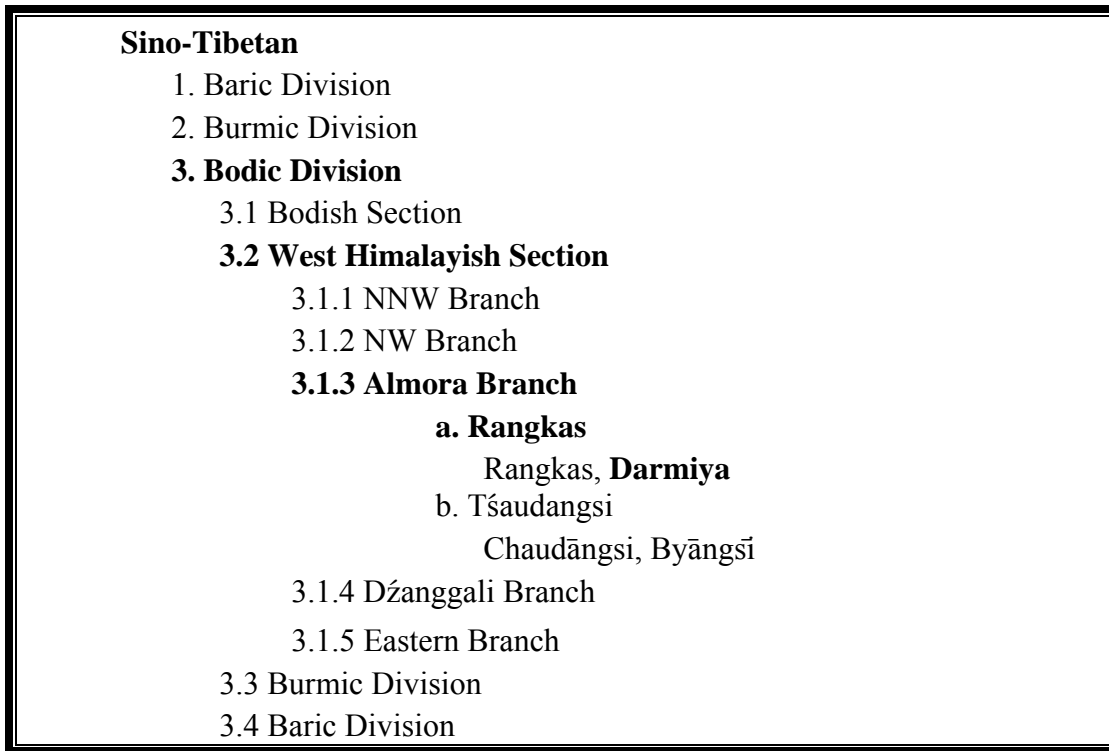 Sino-Tibetan
1. Baric Division
2. Burmic Division
3. Bodic Division
3.1 Bodish Section
3.2 West Himalayish Section
3.1.1 NNW Branch
3.1.2 NW Branch
3.1.3 Almora Branch
a. Rangkas
Rangkas, Darmiya
b. Tśaudangsi
Chaudāngsi, Byāngsī
3.1.4 Dźanggali Branch
3.1.5 Eastern Branch
3.3 Burmic Division
3.4 Baric Division